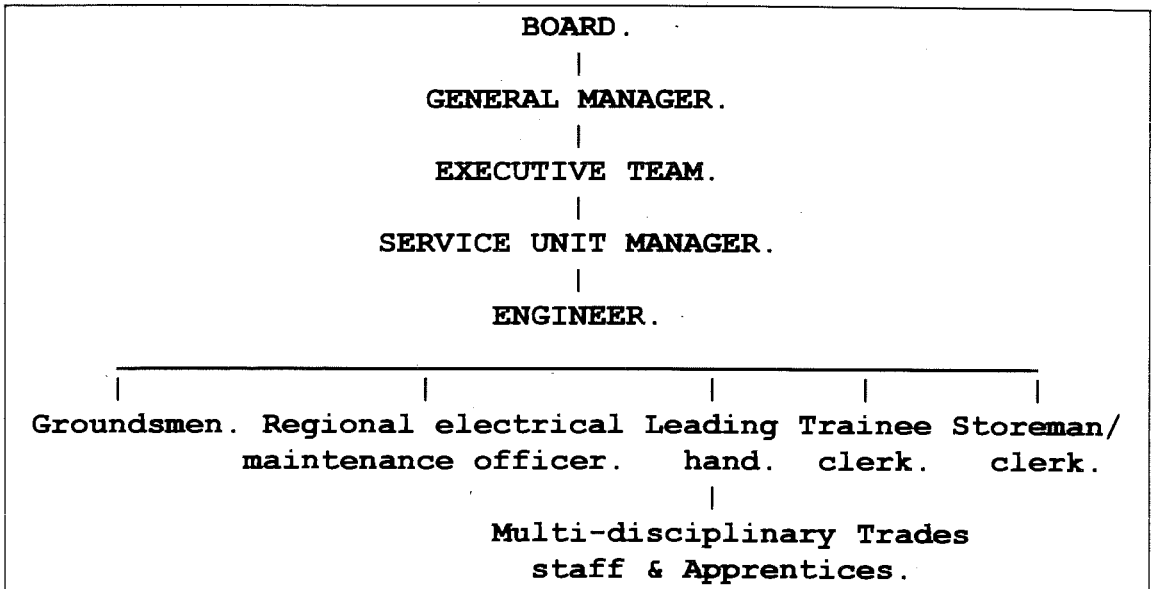 BOARD.
GENERAL MANAGER.
EXECUTIVE TEAM.
SERVICE UNIT MANAGER.
ENGINEER.
Groundsmen. Regional electrical Leading Trainee Storeman/
maintenance officer. hand. clerk. clerk.
Multi-disciplinary Trades
staff & Apprentices.